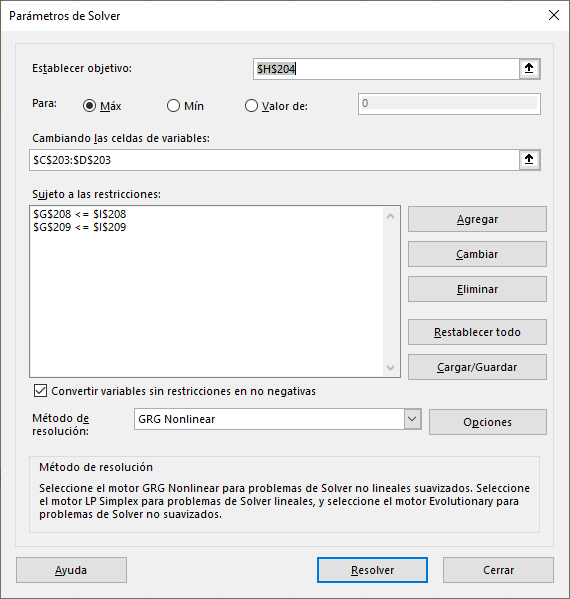 Parámetros de Solver
Establecer objetivo:
$H$204
Para:
Máx
Mín
Valor de:
0
Cambiando las celdas de variables:
$C$203:$D$203
Sujeto a las restricciones:
$G$208 <= $I$208
$G$209 <= $I$209
Agregar
Cambiar
Eliminar
Restablecer todo
Cargar/Guardar
Convertir variables sin restricciones en no negativas
Método de
resolución:
GRG Nonlinear
Opciones
Método de resolución
Seleccione el motor GRG Nonlinear para problemas de Solver no lineales suavizados. Seleccione
el motor LP Simplex para problemas de Solver lineales, y seleccione el motor Evolutionary para
problemas de Solver no suavizados.
Ayuda
Resolver
Cerrar